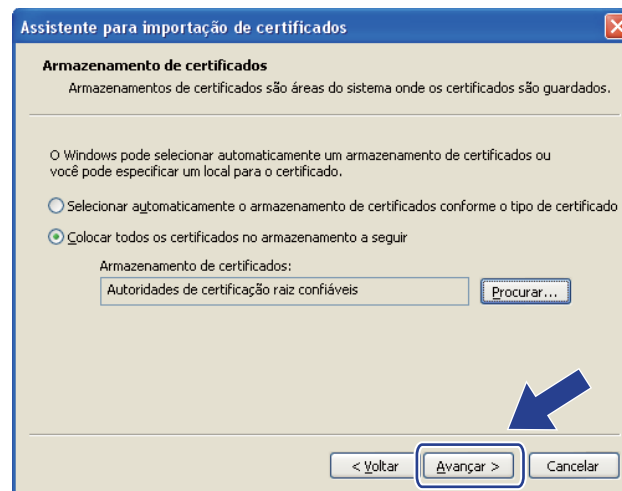 Assistente para importação de certificados
Armazenamento de certificados
Armazenamentos de certificados são áreas do sistema onde os certificados são guardados.
O Windows pode selecionar automaticamente um armazenamento de certificados ou
você pode especificar um local para o certificado.
Selecionar automaticamente o armazenamento de certificados conforme o tipo de certificado
Colocar todos os certificados no armazenamento a seguir
Armazenamento de certificados:
Autoridades de certificação raiz confiáveis
Procurar...
< Voltar
Avançar >
Cancelar